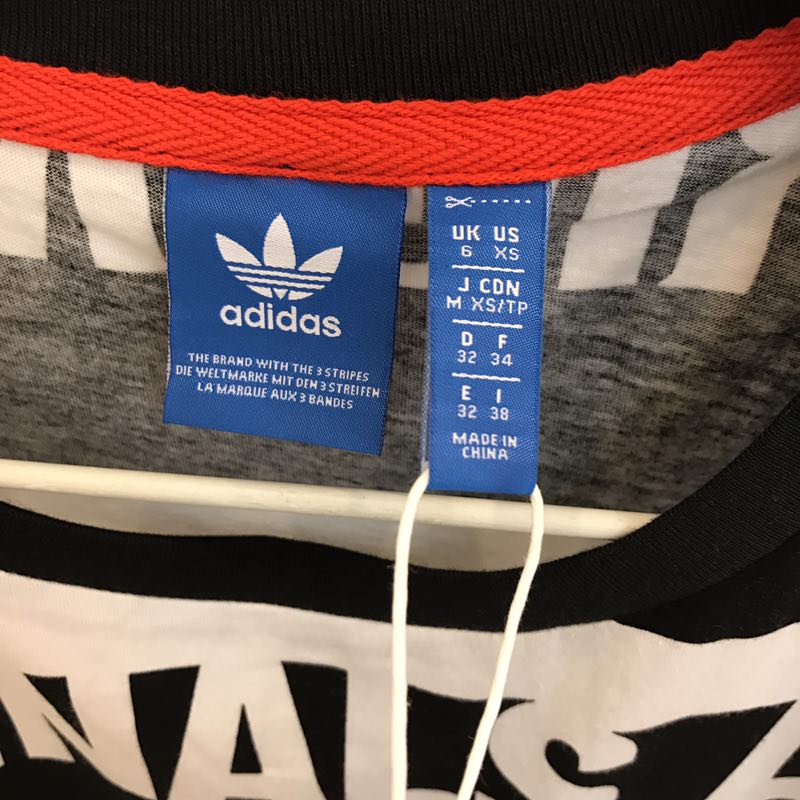 adidas
THE BRAND WITH THE 3 STRIPES
DIE WELTMARKE MIT DEN 3 STREIFEN
LA MARQUE AUX 3 BANDES
UK US
6 XS
J CDN
M XS/TP
D F
32 34
E I
32 38
MADE IN
CHINA